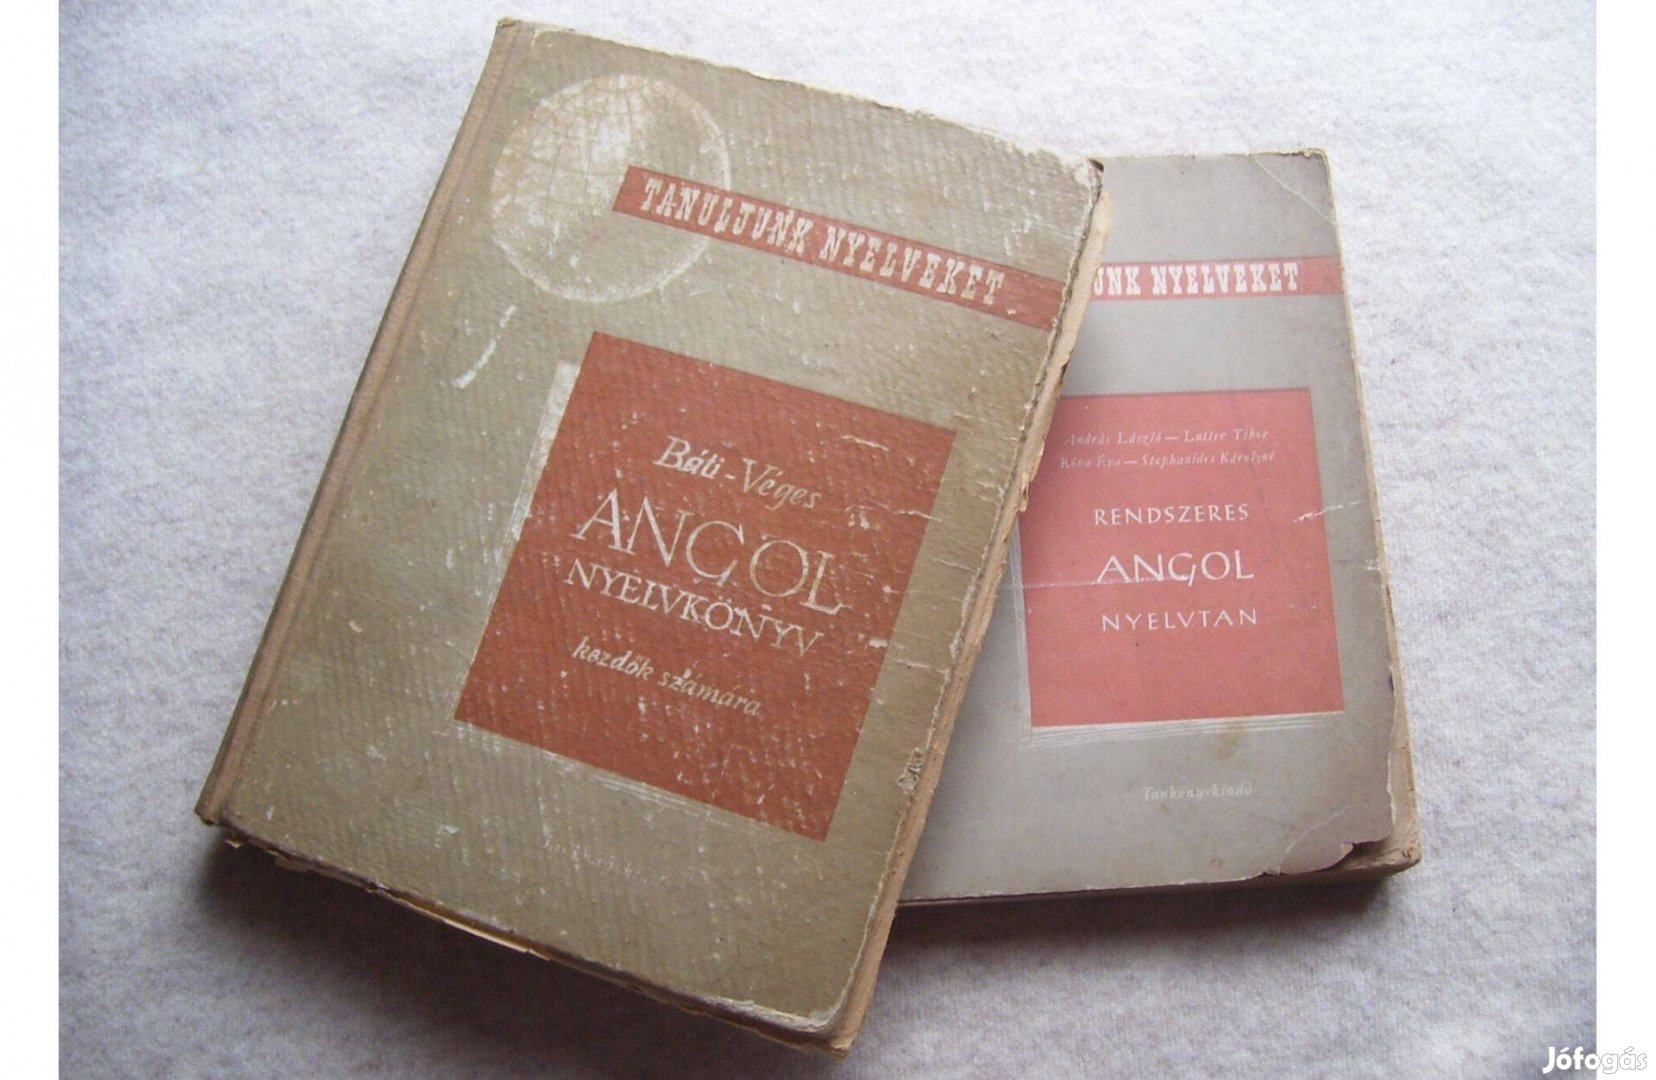 TANULJUNK NYELVEKET
Báti-Véges
ANGOL
NYELVKÖNYV
kezdők számára
UNK NYELVEKET
András László — Lutter Tibor
Róna Éva — Stephanides Károlyné
RENDSZERES
ANGOL
NYELVTAN
Tankönyvkiadó
Jófogás